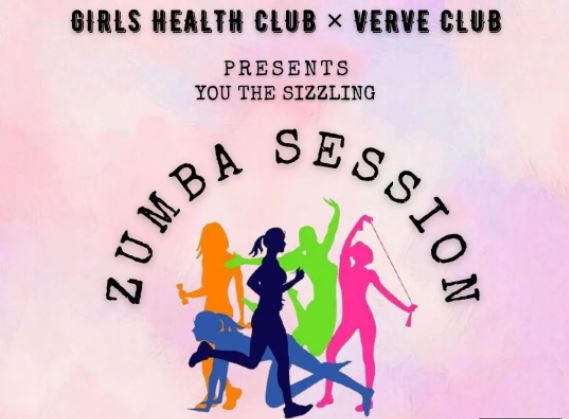 GIRLS HEALTH CLUB × VERVE CLUB
PRESENTS
YOU THE SIZZLING
ZUMBA SESSION